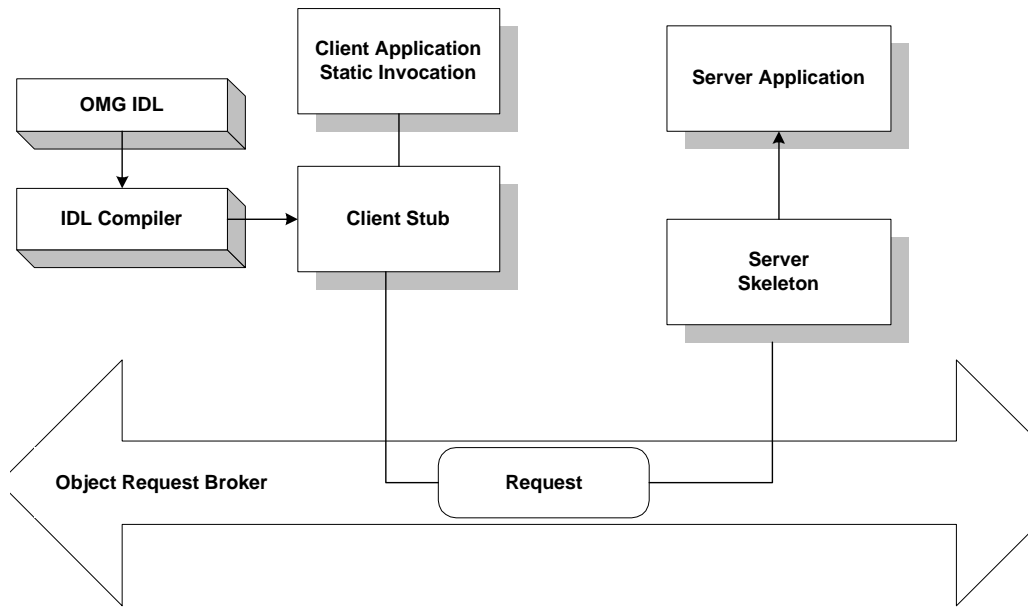 Client Application
Static Invocation
Server Application
OMG IDL
IDL Compiler
Client Stub
Server
Skeleton
Object Request Broker
Request